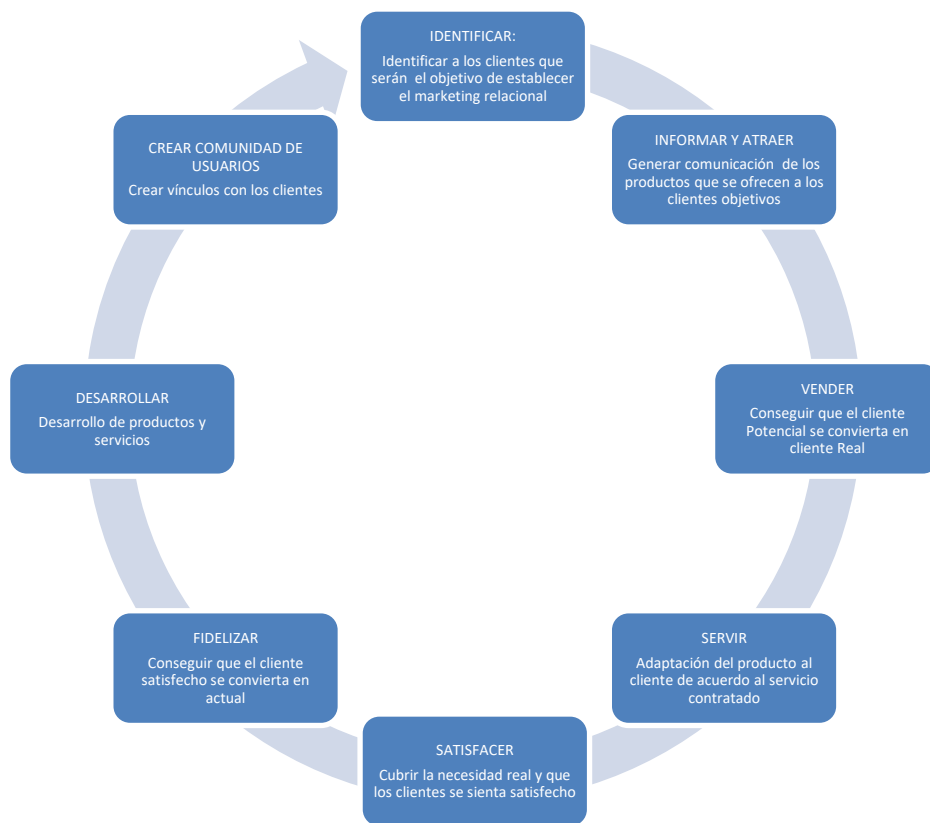 IDENTIFICAR:
Identificar a los clientes que
serán el objetivo de establecer
el marketing relacional
INFORMAR Y ATRAER
Generar comunicación de los
productos que se ofrecen a los
clientes objetivos
VENDER
Conseguir que el cliente
Potencial se convierta en
cliente Real
SERVIR
Adaptación del producto al
cliente de acuerdo al servicio
contratado
SATISFACER
Cubrir la necesidad real y que
los clientes se sienta satisfecho
FIDELIZAR
Conseguir que el cliente
satisfecho se convierta en
actual
DESARROLLAR
Desarrollo de productos y
servicios
CREAR COMUNIDAD DE
USUARIOS
Crear vínculos con los clientes